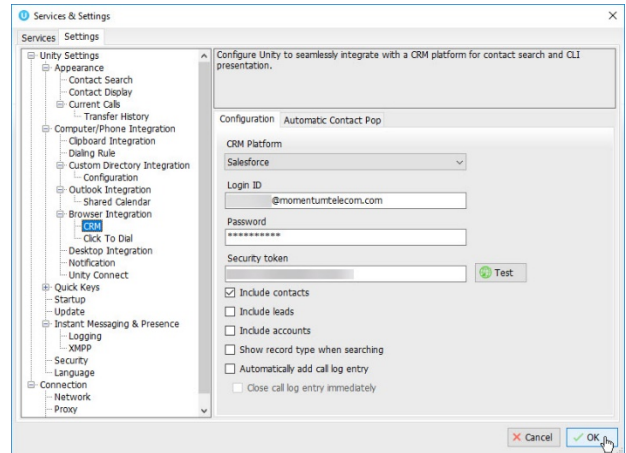 Services & Settings
Services Settings
Unity Settings
Appearance
Contact Search
Contact Display
Current Calls
Transfer History
Computer/Phone Integration
Clipboard Integration
Dialing Rule
Custom Directory Integration
Configuration
Outlook Integration
Shared Calendar
Browser Integration
CRM
Click To Dial
Desktop Integration
Notification
Unity Connect
Quick Keys
Startup
Update
Instant Messaging & Presence
Logging
XMPP
Security
Language
Connection
Network
Proxy
Configure Unity to seamlessly integrate with a CRM platform for contact search and CLI
presentation.
Configuration Automatic Contact Pop
CRM Platform
Salesforce
Login ID
@momentumtelecom.com
Password
**********
Security token
Test
Include contacts
Include leads
Include accounts
Show record type when searching
Automatically add call log entry
Close call log entry immediately
Cancel OK